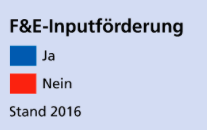 F&E-Inputförderung
Ja
Nein
Stand 2016